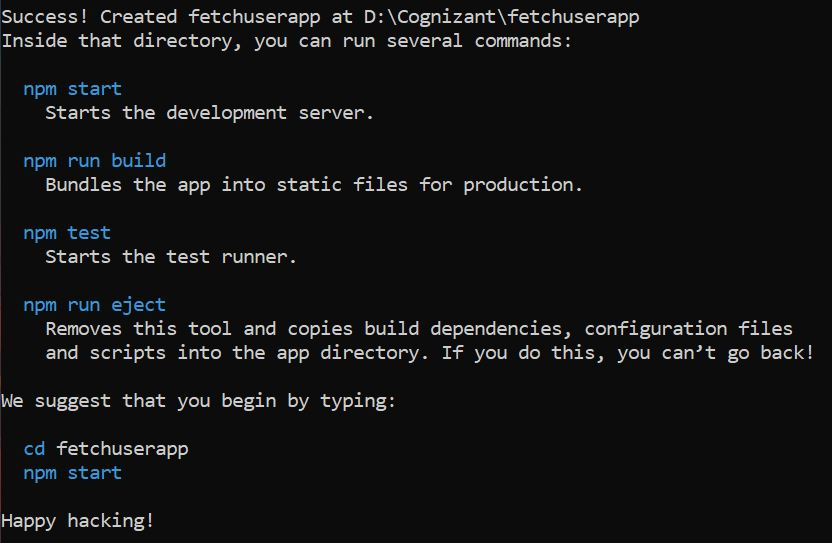 Success! Created fetchuserapp at D:\Cognizant\fetchuserapp
Inside that directory, you can run several commands:
npm start
Starts the development server.
npm run build
Bundles the app into static files for production.
npm test
Starts the test runner.
npm run eject
Removes this tool and copies build dependencies, configuration files
and scripts into the app directory. If you do this, you can’t go back!
We suggest that you begin by typing:
cd fetchuserapp
npm start
Happy hacking!